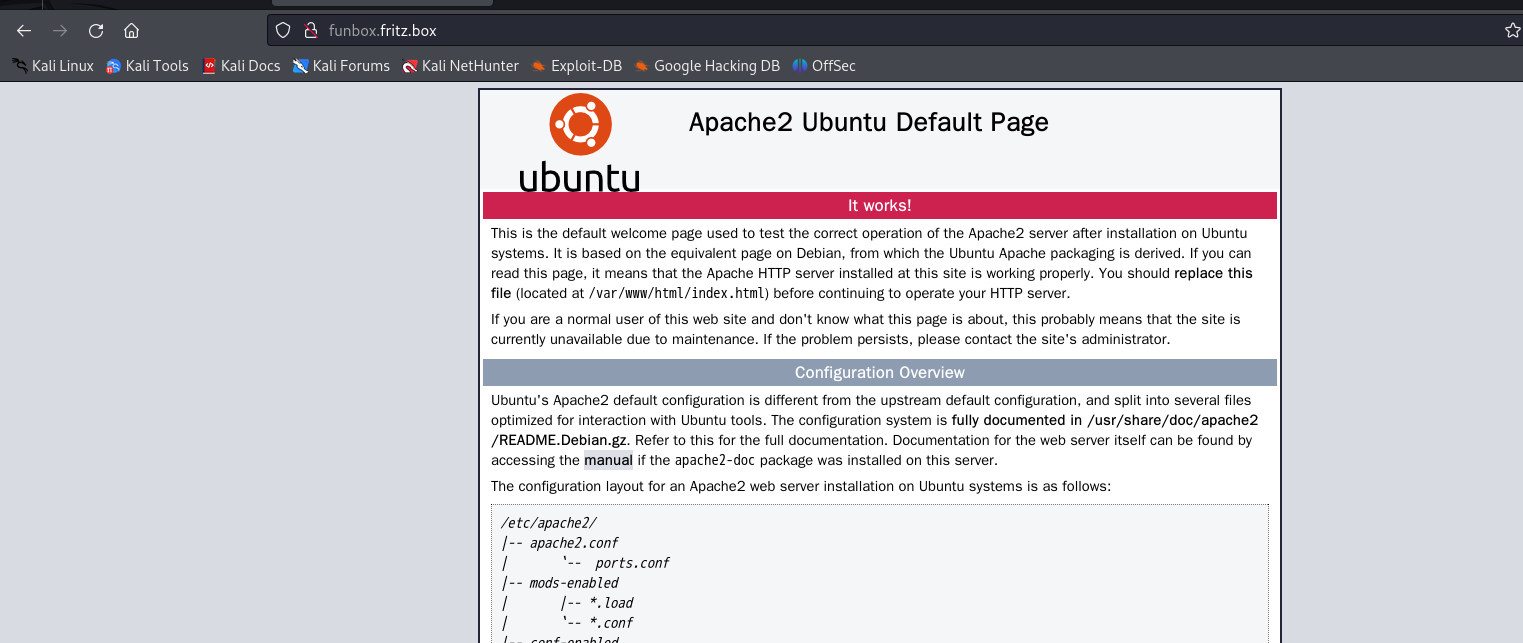 funbox.fritz.box
Kali Linux Kali Tools Kali Docs Kali Forums Kali NetHunter Exploit-DB Google Hacking DB OffSec
Apache2 Ubuntu Default Page
ubuntu
It works!
This is the default welcome page used to test the correct operation of the Apache2 server after installation on Ubuntu
systems. It is based on the equivalent page on Debian, from which the Ubuntu Apache packaging is derived. If you can
read this page, it means that the Apache HTTP server installed at this site is working properly. You should replace this
file (located at /var/www/html/index.html) before continuing to operate your HTTP server.
If you are a normal user of this web site and don't know what this page is about, this probably means that the site is
currently unavailable due to maintenance. If the problem persists, please contact the site's administrator.
Configuration Overview
Ubuntu's Apache2 default configuration is different from the upstream default configuration, and split into several files
optimized for interaction with Ubuntu tools. The configuration system is fully documented in /usr/share/doc/apache2
/README.Debian.gz. Refer to this for the full documentation. Documentation for the web server itself can be found by
accessing the manual if the apache2-doc package was installed on this server.
The configuration layout for an Apache2 web server installation on Ubuntu systems is as follows:
/etc/apache2/
|-- apache2.conf
|       `--  ports.conf
|-- mods-enabled
|       |-- *.load
|       `-- *.conf
|-- conf-enabled